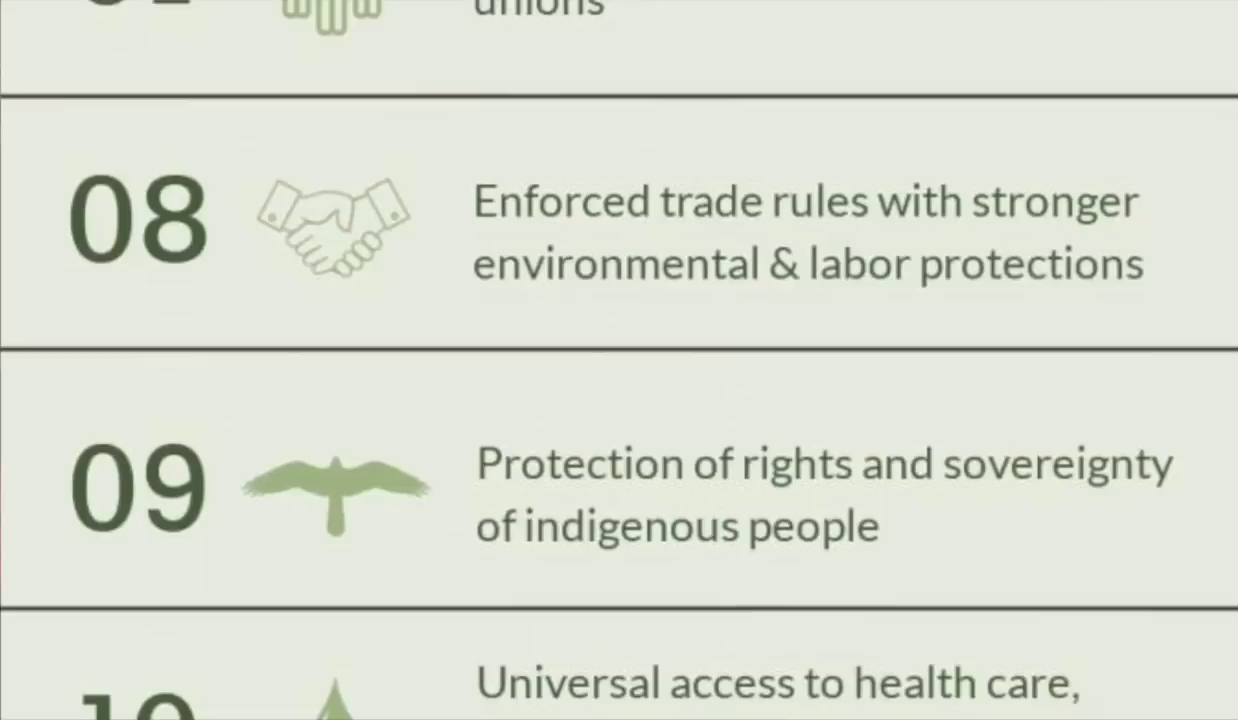 unions
08
Enforced trade rules with stronger
environmental & labor protections
09
Protection of rights and sovereignty
of indigenous people
10
Universal access to health care,